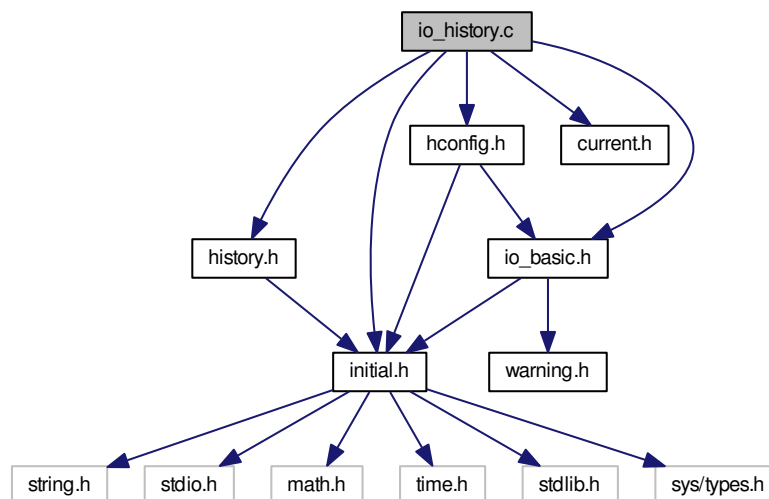 io_history.c
hconfig.h
current.h
history.h
io_basic.h
initial.h
warning.h
string.h
stdio.h
math.h
time.h
stdlib.h
sys/types.h